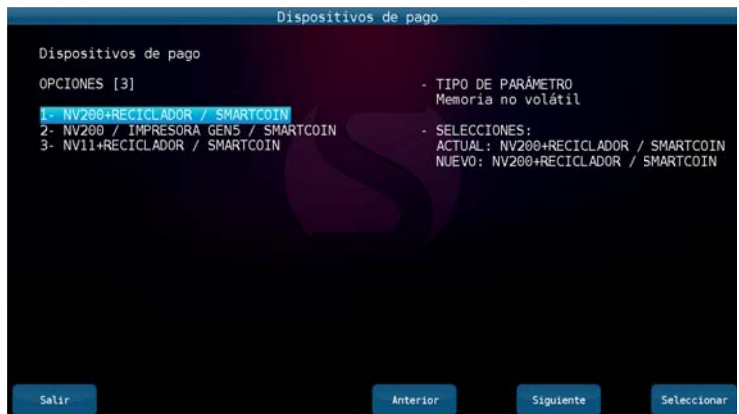 Dispositivos de pago
Dispositivos de pago
OPCIONES [3]
1- NV200+RECICLADOR / SMARTCOIN
2- NV200 / IMPRESORA GEN5 / SMARTCOIN
3- NV11+RECICLADOR / SMARTCOIN
- TIPO DE PARÁMETRO
Memoria no volátil
- SELECCIONES:
ACTUAL: NV200+RECICLADOR / SMARTCOIN
NUEVO: NV200+RECICLADOR / SMARTCOIN
Salir
Anterior
Siguiente
Seleccionar